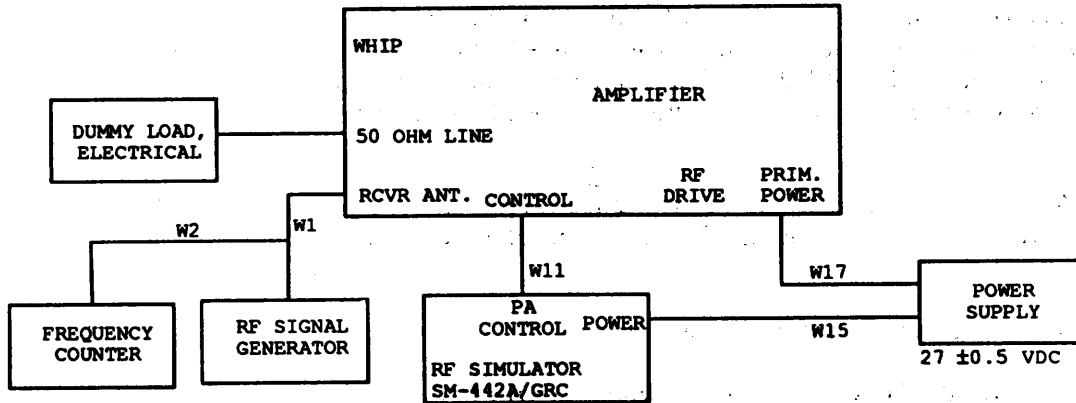 WHIP
AMPLIFIER
DUMMY LOAD,
ELECTRICAL
50 OHM LINE
RF
DRIVE
PRIM.
POWER
RCVR ANT.
CONTROL
W2
W1
W11
W17
W15
FREQUENCY
COUNTER
RF SIGNAL
GENERATOR
PA
CONTROL
POWER
RF SIMULATOR
SM-442A/GRC
POWER
SUPPLY
27 ±0.5 VDC